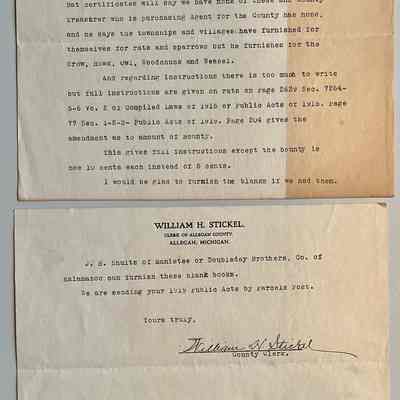 Rat certificates will say we have none of these and County
Treasurer who is purchasing Agent for the County has none,
and he says the townships and villages have furnished for
themselves for rats and sparrows but he furnishes for the
Crow, Hawk, Owl, Woodchuns and Weasel.
And regarding instructions there is too much to write
but full instructions are given on rats on Page 2629 Sec. 7264-
5-6 Vo. 2 of Compiled Laws of 1915 or Public Acts of 1915. Page
77 Sec. 1-2-3- Public Acts of 1919. Page 204 gives the
amendment as to amount of bounty.
This gives full instructions except the bounty is
now 10 cents each instead of 5 cents.
I would be glad to furnish the blanks if we had them.
WILLIAM H. STICKEL.
CLERK OF ALLEGAN COUNTY.
ALLEGAN, MICHIGAN.
J. H. Shults of Manistee or Doubleday Brothers, Co. of
Kalamazoo can furnish these blank books.
We are sending your 1919 Public Acts by Parcels Post.
Yours truly,
William H Stickel
County Clerk.